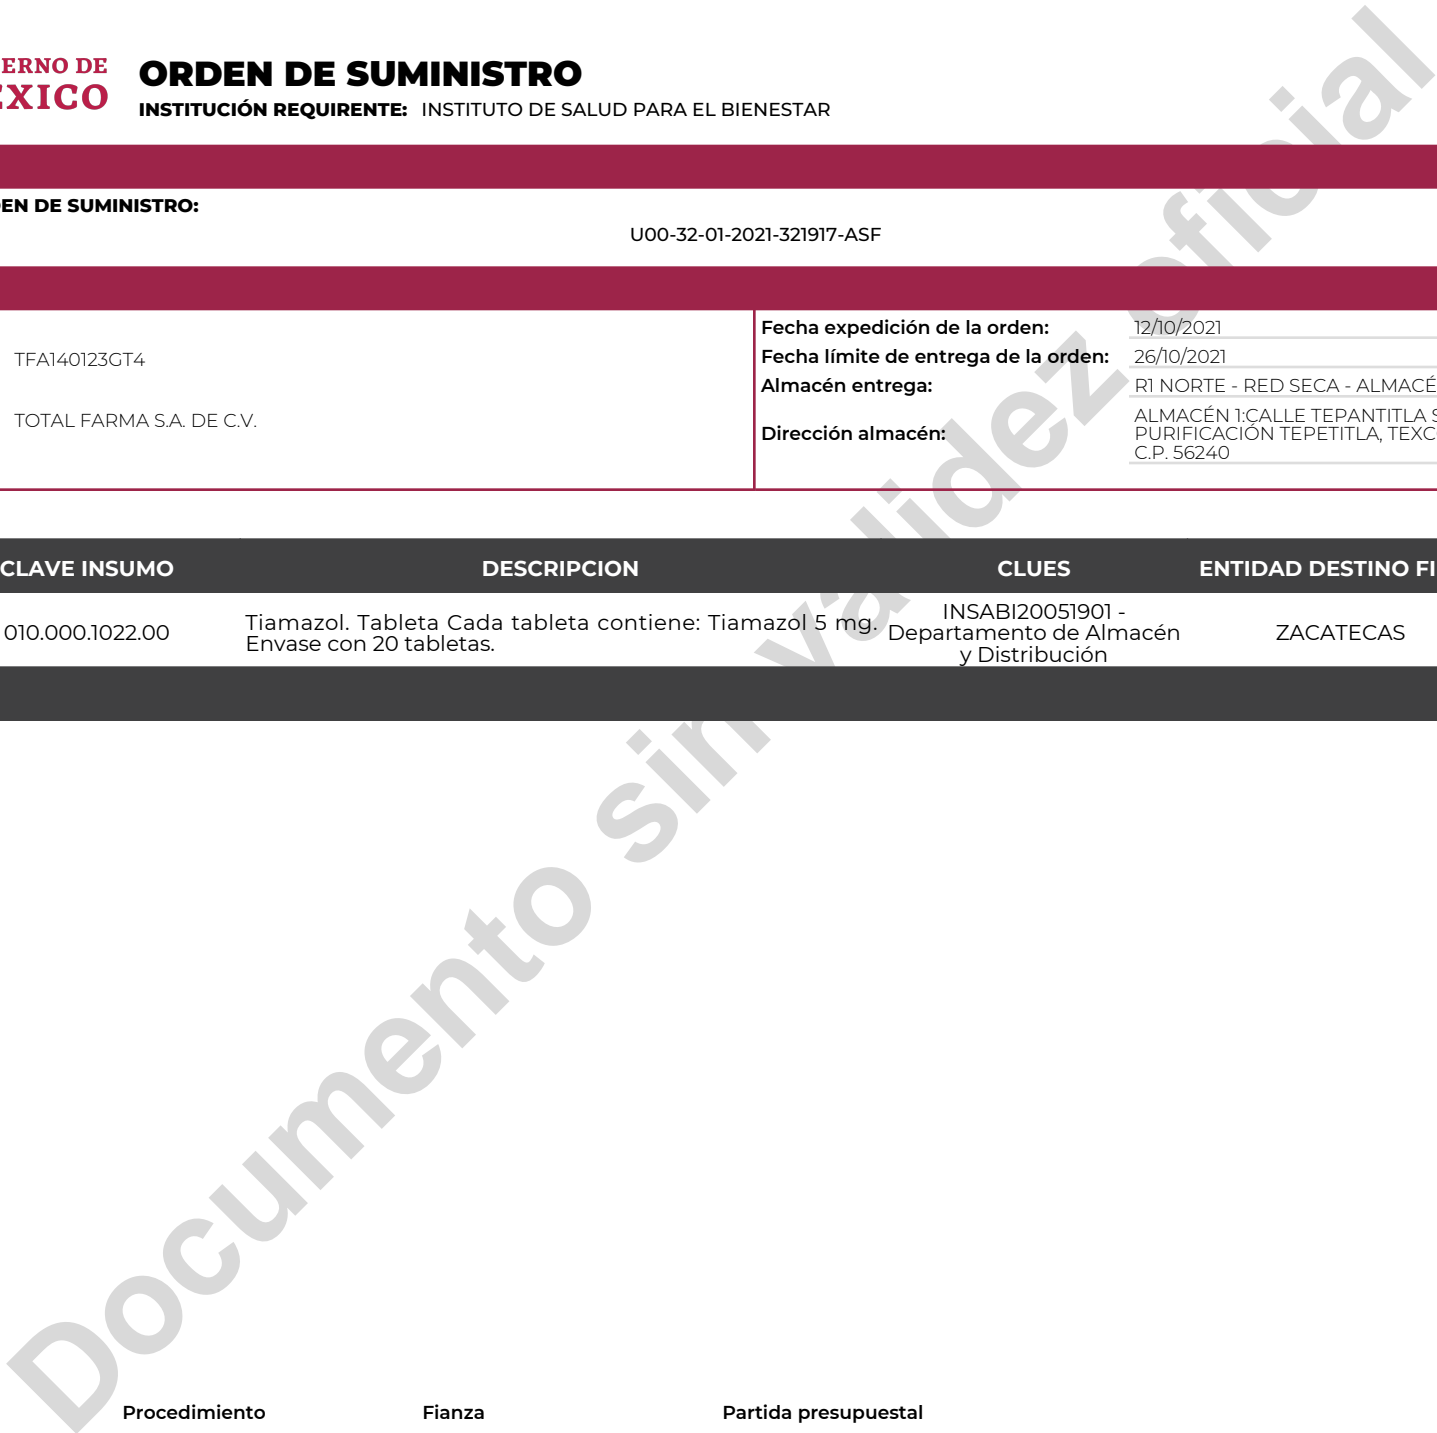 ERNO DE
EXICO
ORDEN DE SUMINISTRO
INSTITUCIÓN REQUIRENTE: INSTITUTO DE SALUD PARA EL BIENESTAR
EN DE SUMINISTRO:
U00-32-01-2021-321917-ASF
TFA140123GT4
TOTAL FARMA S.A. DE C.V.
Fecha expedición de la orden: 12/10/2021
Fecha límite de entrega de la orden: 26/10/2021
Almacén entrega: R1 NORTE - RED SECA - ALMACÉ
Dirección almacén: ALMACÉN 1:CALLE TEPANTITLA S
PURIFICACIÓN TEPETITLA, TEXC
C.P. 56240
CLAVE INSUMO DESCRIPCION CLUES ENTIDAD DESTINO FI
010.000.1022.00
Tiamazol. Tableta Cada tableta contiene: Tiamazol 5 mg.
Envase con 20 tabletas.
INSABI20051901 -
Departamento de Almacén
y Distribución
ZACATECAS
Documento sin validez oficial
Procedimiento Fianza Partida presupuestal